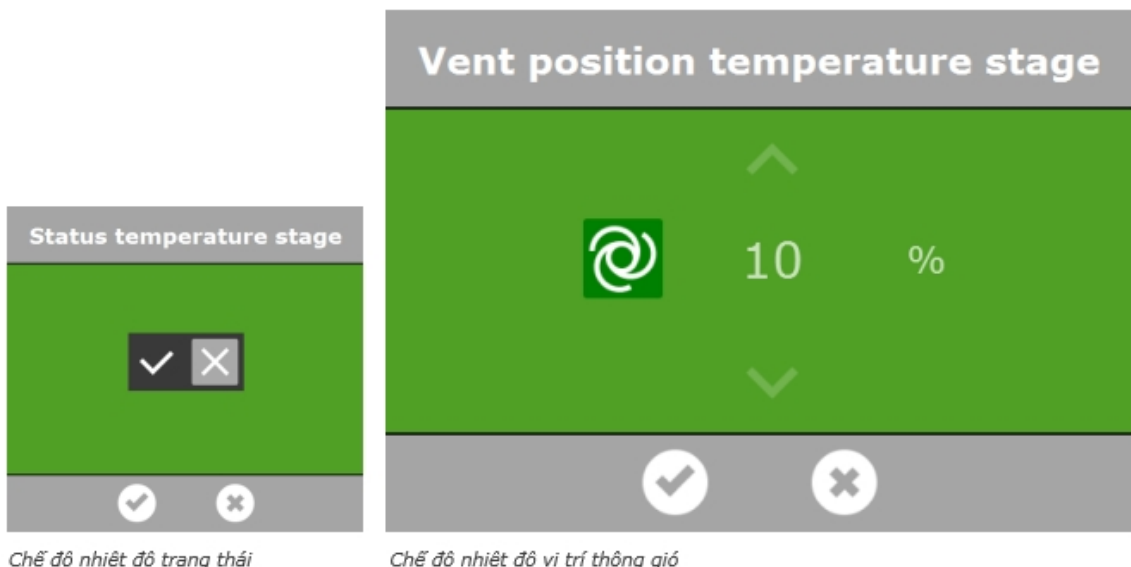 Vent position temperature stage
10 %
Status temperature stage
Chế độ nhiệt độ trạng thái
Chế độ nhiệt độ vị trí thông gió